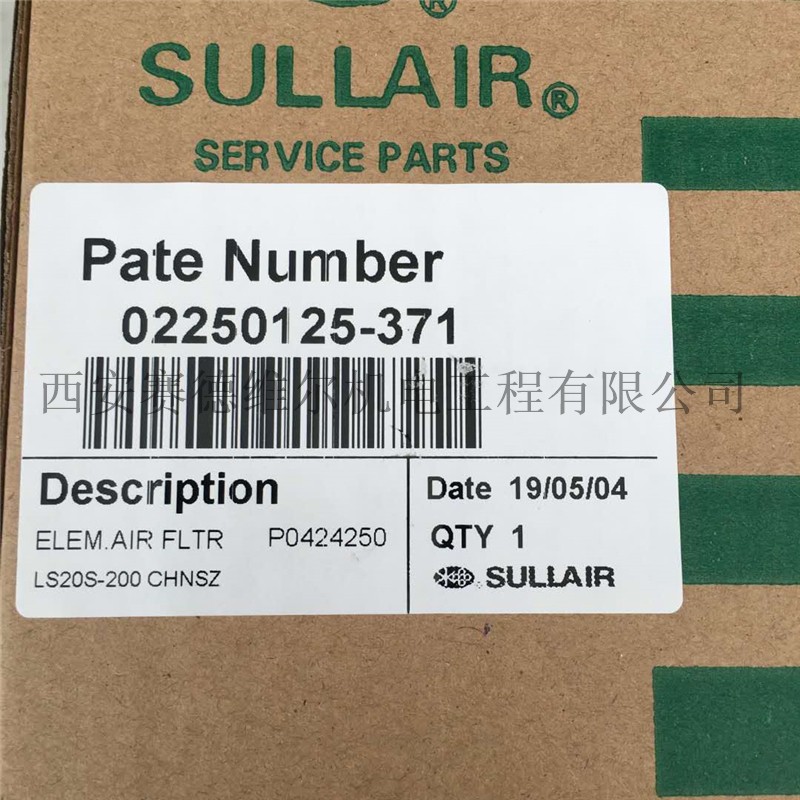 ®
SULLAIR®
SERVICE PARTS
Pate Number
02250125-371
西安赛德维尔机电工程有限公司
Description
ELEM.AIR FLTR P0424250
LS20S-200 CHNSZ
Date 19/05/04
QTY 1
SULLAIR